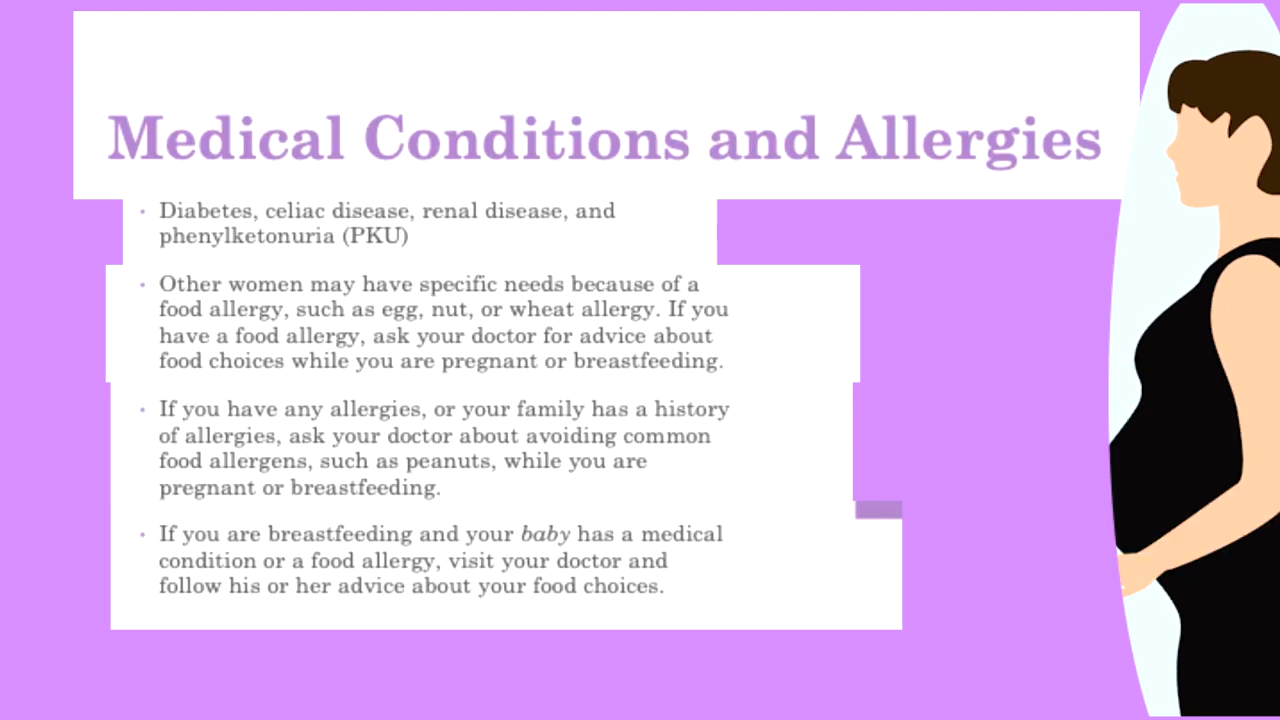 Medical Conditions and Allergies
• Diabetes, celiac disease, renal disease, and
phenylketonuria (PKU)
• Other women may have specific needs because of a
food allergy, such as egg, nut, or wheat allergy. If you
have a food allergy, ask your doctor for advice about
food choices while you are pregnant or breastfeeding.
• If you have any allergies, or your family has a history
of allergies, ask your doctor about avoiding common
food allergens, such as peanuts, while you are
pregnant or breastfeeding.
• If you are breastfeeding and your baby has a medical
condition or a food allergy, visit your doctor and
follow his or her advice about your food choices.